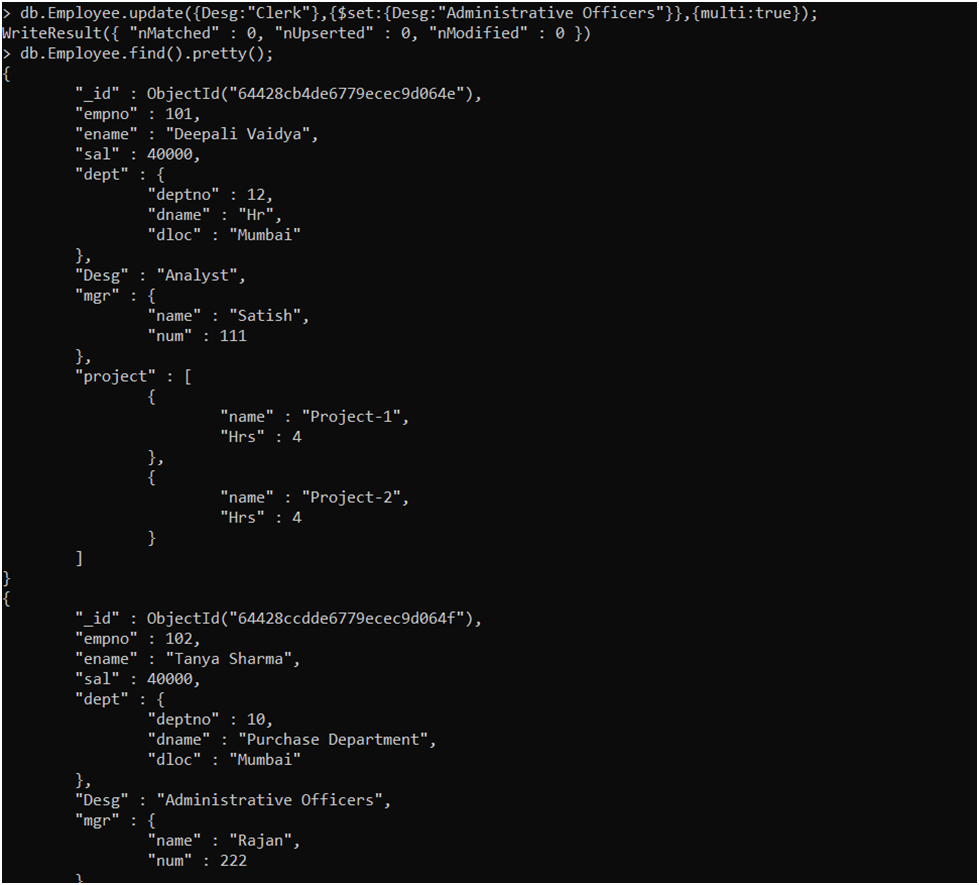 > db.Employee.update({Desg:"Clerk"},{$set:{Desg:"Administrative Officers"}},{multi:true});
WriteResult({ "nMatched" : 0, "nUpserted" : 0, "nModified" : 0 })
> db.Employee.find().pretty();
{
        "_id" : ObjectId("64428cb4de6779ecec9d064e"),
        "empno" : 101,
        "ename" : "Deepali Vaidya",
        "sal" : 40000,
        "dept" : {
                "deptno" : 12,
                "dname" : "Hr",
                "dloc" : "Mumbai"
        },
        "Desg" : "Analyst",
        "mgr" : {
                "name" : "Satish",
                "num" : 111
        },
        "project" : [
                {
                        "name" : "Project-1",
                        "Hrs" : 4
                },
                {
                        "name" : "Project-2",
                        "Hrs" : 4
                }
        ]
}
{
        "_id" : ObjectId("64428ccdde6779ecec9d064f"),
        "empno" : 102,
        "ename" : "Tanya Sharma",
        "sal" : 40000,
        "dept" : {
                "deptno" : 10,
                "dname" : "Purchase Department",
                "dloc" : "Mumbai"
        },
        "Desg" : "Administrative Officers",
        "mgr" : {
                "name" : "Rajan",
                "num" : 222
        }